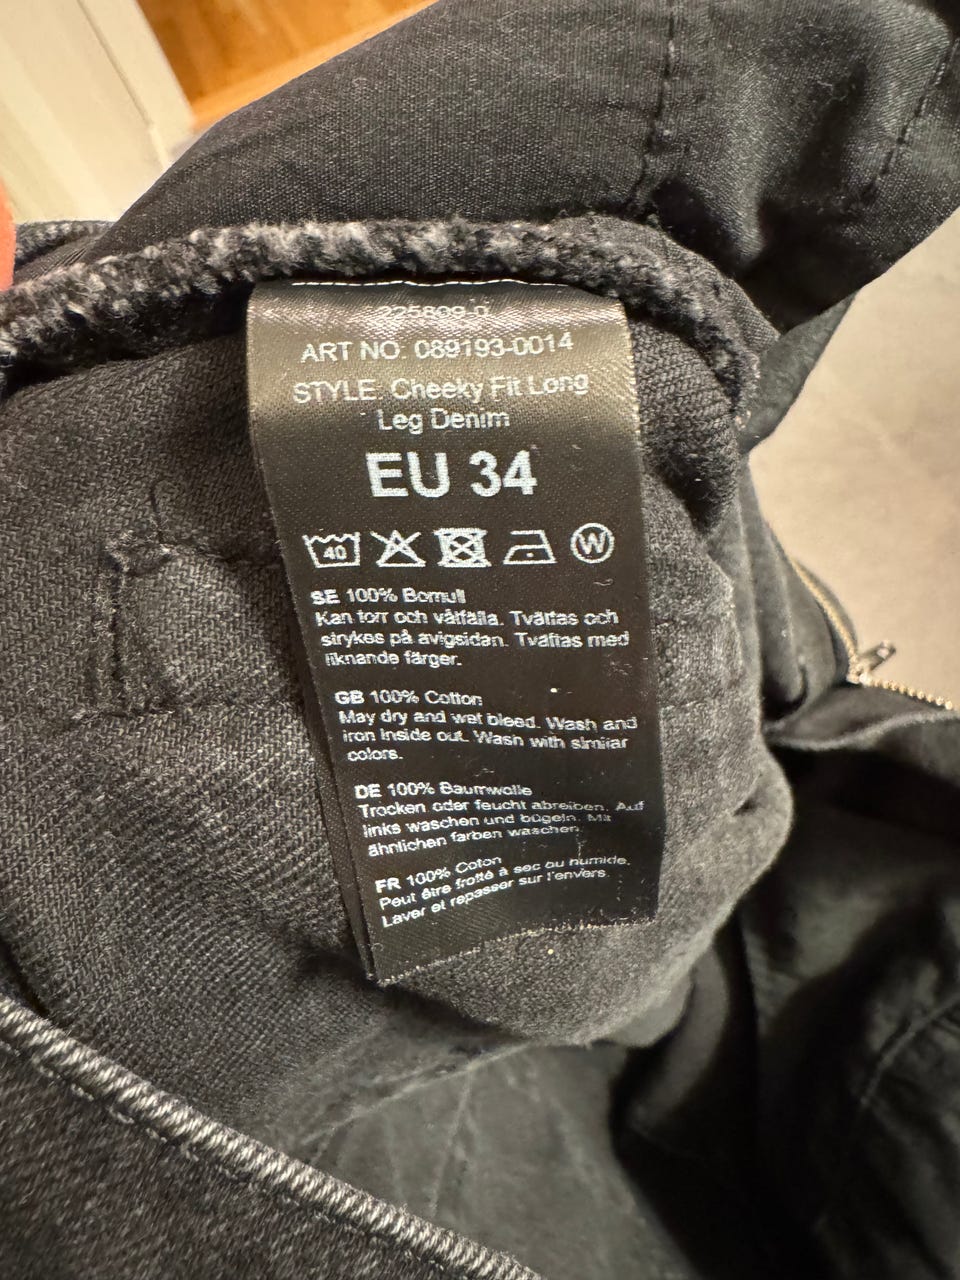 225809-0
ART NO: 089193-0014
STYLE: Cheeky Fit Long
Leg Denim
EU 34
40 W
SE 100% Bomull
Kan torr och våtfälla. Tvättas och
strykes på avigsidan. Tvättas med
liknande färger.
GB 100% Cotton
May dry and wet bleed. Wash and
iron inside out. Wash with similar
colors.
DE 100% Baumwolle
Trocken oder feucht abreiben. Auf
links waschen und bügeln. Mit
ähnlichen farben waschen.
FR 100% Coton
Peut être frotté à sec ou humide.
Laver et repasser sur l'envers.